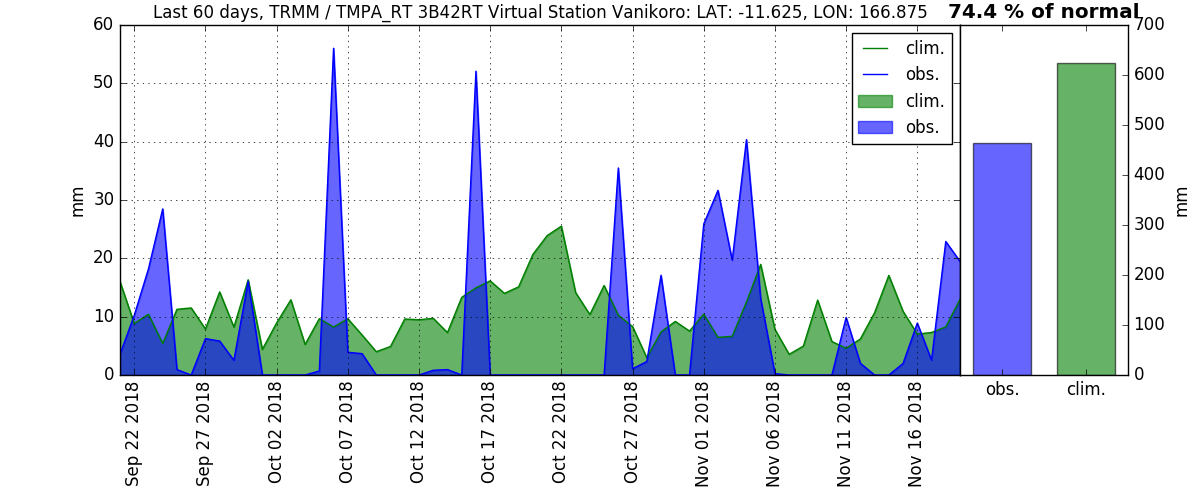 Last 60 days, TRMM / TMPA_RT 3B42RT Virtual Station Vanikoro: LAT: -11.625, LON: 166.875
74.4 % of normal
60
50
40
30
20
10
0
mm
clim.
obs.
clim.
obs.
700
600
500
400
300
200
100
0
mm
obs.
clim.
Sep 22 2018
Sep 27 2018
Oct 02 2018
Oct 07 2018
Oct 12 2018
Oct 17 2018
Oct 22 2018
Oct 27 2018
Nov 01 2018
Nov 06 2018
Nov 11 2018
Nov 16 2018